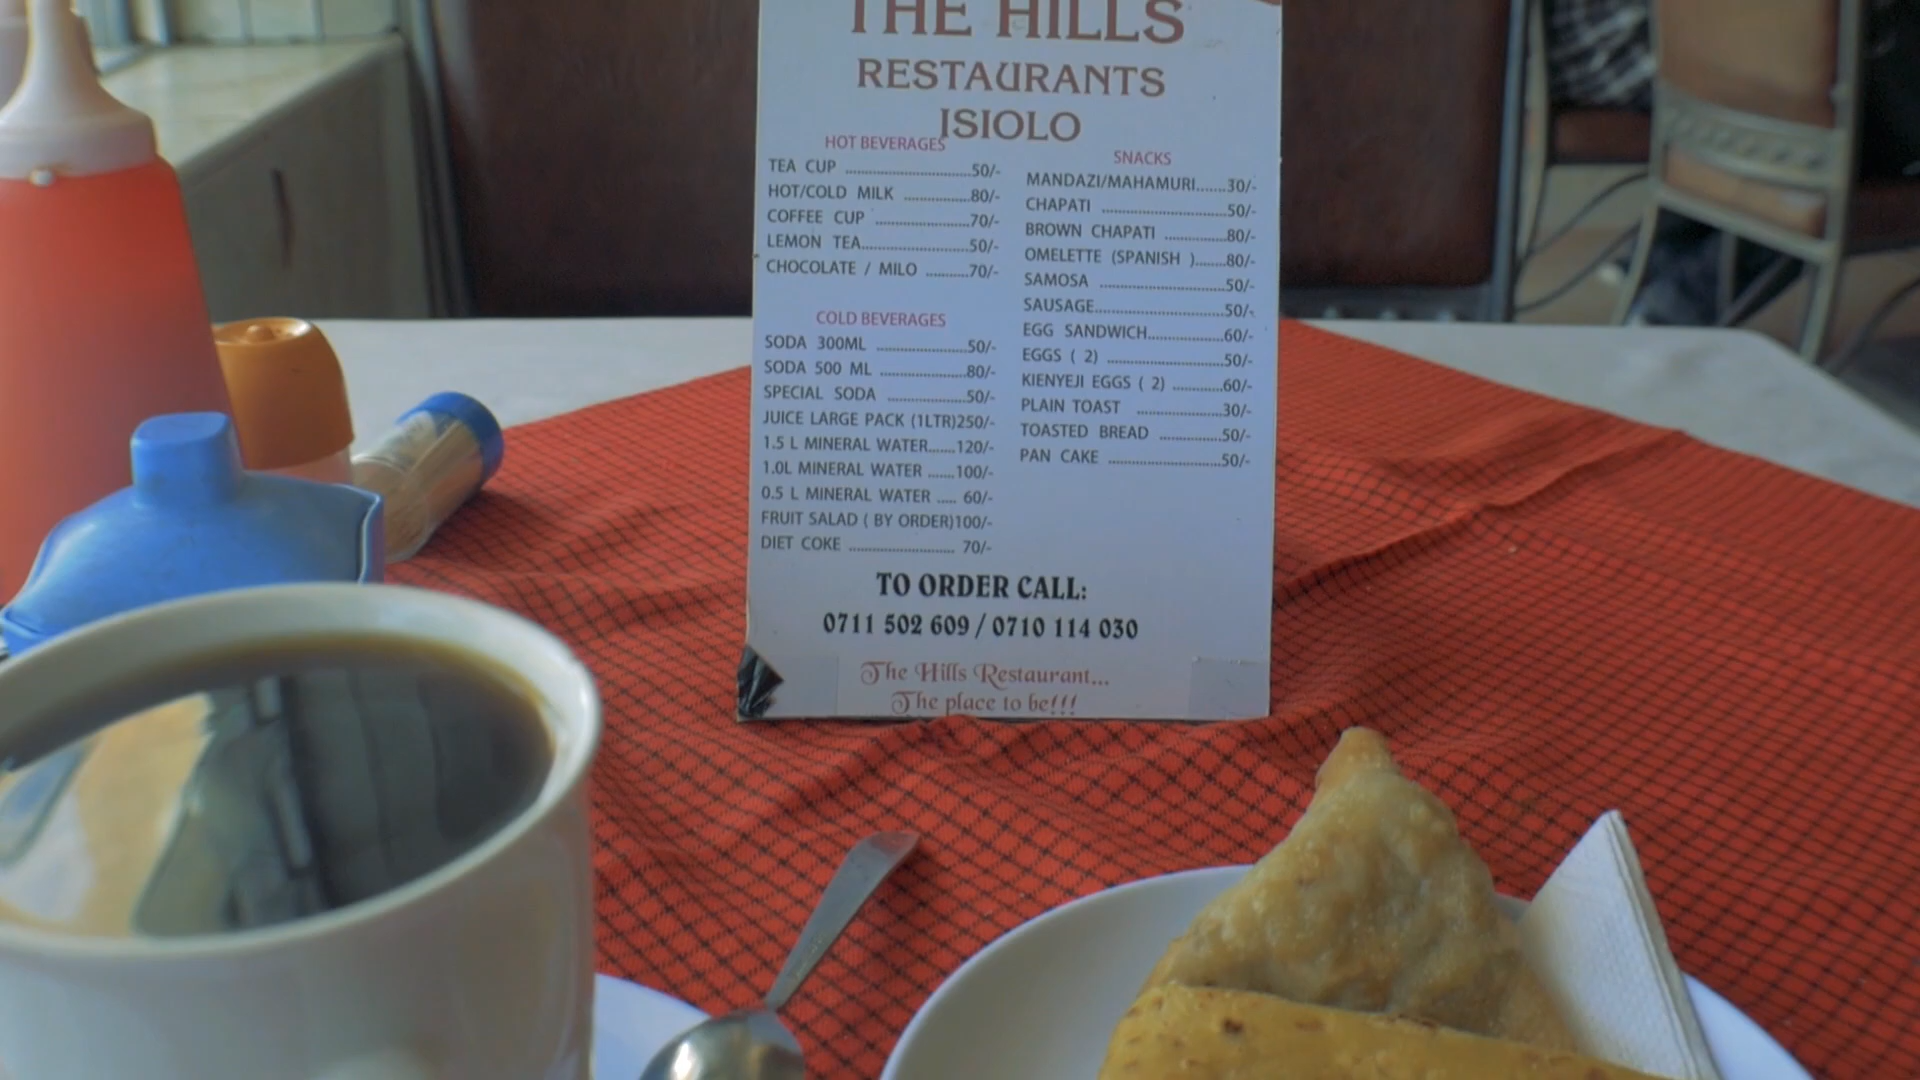 THE HILLS
RESTAURANTS
ISIOLO
HOT BEVERAGES
TEA CUP ..............................50/-
HOT/COLD MILK ................80/-
COFFEE CUP .......................70/-
LEMON TEA..........................50/-
CHOCOLATE / MILO ..........70/-
COLD BEVERAGES
SODA 300ML ......................50/-
SODA 500 ML .....................80/-
SPECIAL SODA ...................50/-
JUICE LARGE PACK (1LTR)250/-
1.5 L MINERAL WATER......120/-
1.0L MINERAL WATER ......100/-
0.5 L MINERAL WATER ..... 60/-
FRUIT SALAD ( BY ORDER)100/-
DIET COKE .......................... 70/-
SNACKS
MANDAZI/MAHAMURI.......30/-
CHAPATI ..............................50/-
BROWN CHAPATI ...............80/-
OMELETTE (SPANISH ).......80/-
SAMOSA ..............................50/-
SAUSAGE...............................50/-
EGG SANDWICH..................60/-
EGGS ( 2) ............................50/-
KIENYEJI EGGS ( 2) ............60/-
PLAIN TOAST .....................30/-
TOASTED BREAD ...............50/-
PAN CAKE ...........................50/-
TO ORDER CALL:
0711 502 609 / 0710 114 030
The Hills Restaurant...
The place to be!!!